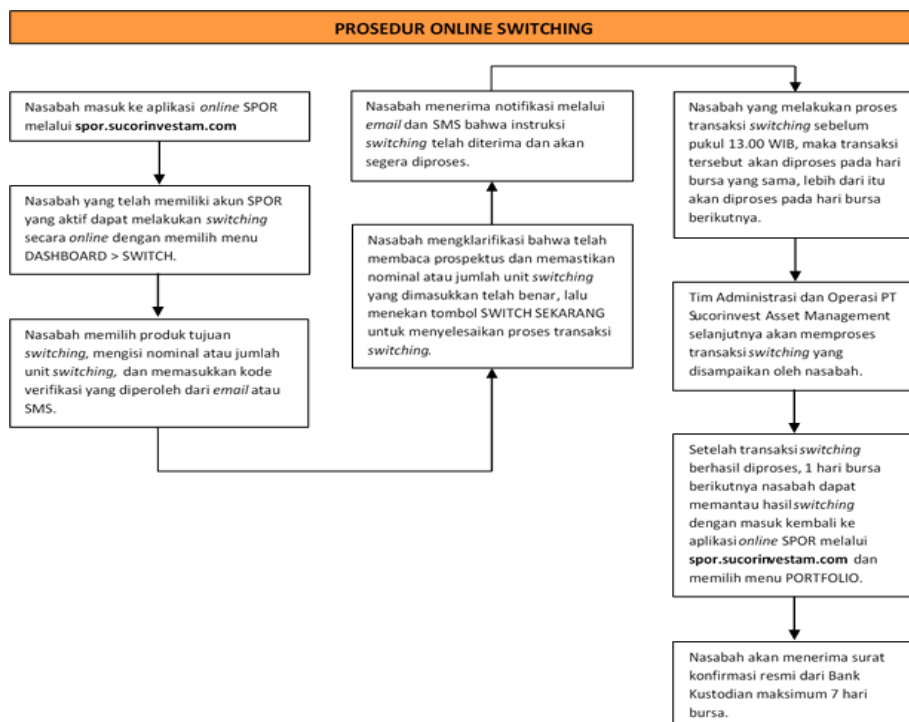 PROSEDUR ONLINE SWITCHING
Nasabah masuk ke aplikasi online SPOR
melalui spor.sucorinvestam.com
Nasabah yang telah memiliki akun SPOR
yang aktif dapat melakukan switching
secara online dengan memilih menu
DASHBOARD > SWITCH.
Nasabah memilih produk tujuan
switching, mengisi nominal atau jumlah
unit switching, dan memasukkan kode
verifikasi yang diperoleh dari email atau
SMS.
Nasabah mengklarifikasi bahwa telah
membaca prospektus dan memastikan
nominal atau jumlah unit switching
yang dimasukkan telah benar, lalu
menekan tombol SWITCH SEKARANG
untuk menyelesaikan proses transaksi
switching.
Nasabah menerima notifikasi melalui
email dan SMS bahwa instruksi
switching telah diterima dan akan
segera diproses.
Nasabah yang melakukan proses
transaksi switching sebelum
pukul 13.00 WIB, maka transaksi
tersebut akan diproses pada hari
bursa yang sama, lebih dari itu
akan diproses pada hari bursa
berikutnya.
Tim Administrasi dan Operasi PT
Sucorinvest Asset Management
selanjutnya akan memproses
transaksi switching yang
disampaikan oleh nasabah.
Setelah transaksi switching
berhasil diproses, 1 hari bursa
berikutnya nasabah dapat
memantau hasil switching
dengan masuk kembali ke
aplikasi online SPOR melalui
spor.sucorinvestam.com dan
memilih menu PORTFOLIO.
Nasabah akan menerima surat
konfirmasi resmi dari Bank
Kustodian maksimum 7 hari
bursa.